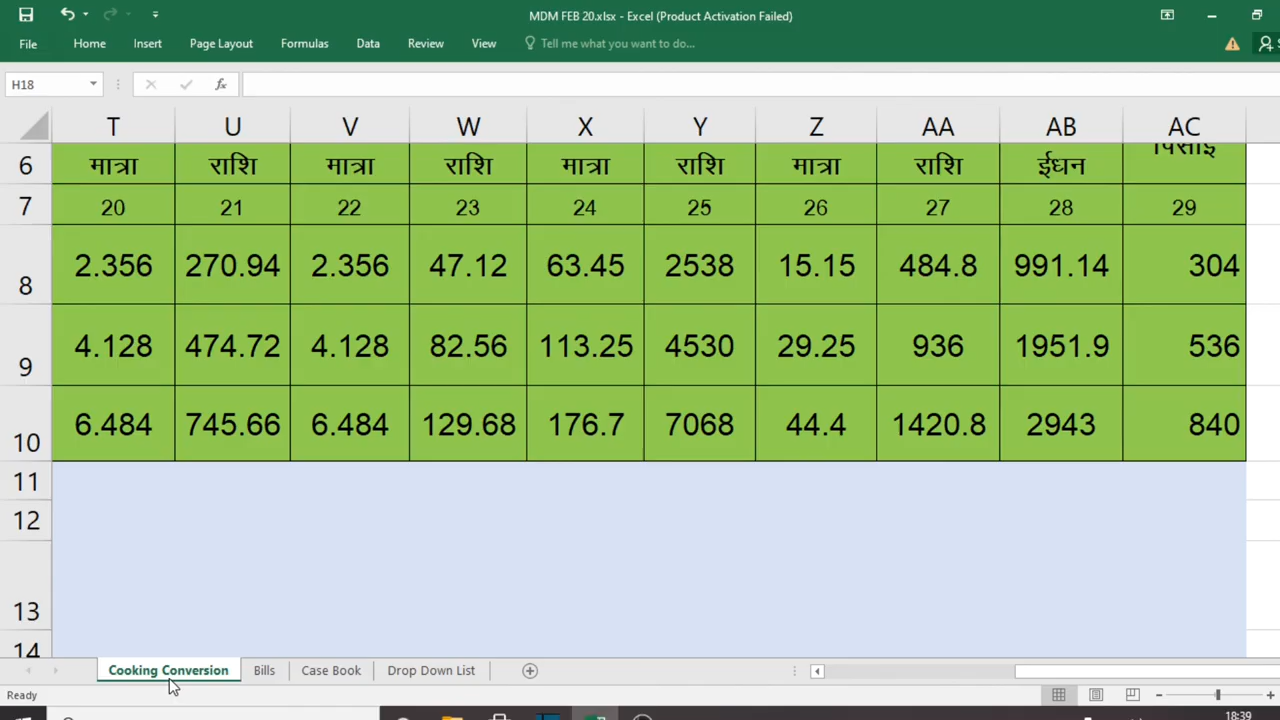 MDM FEB 20.xlsx - Excel (Product Activation Failed)
File Home Insert Page Layout Formulas Data Review View Tell me what you want to do...
H18 fx
T U V W X Y Z AA AB AC
6 मात्रा राशि मात्रा राशि मात्रा राशि मात्रा राशि ईधन पिसाई
7 20 21 22 23 24 25 26 27 28 29
8 2.356 270.94 2.356 47.12 63.45 2538 15.15 484.8 991.14 304
9 4.128 474.72 4.128 82.56 113.25 4530 29.25 936 1951.9 536
10 6.484 745.66 6.484 129.68 176.7 7068 44.4 1420.8 2943 840
11
12
13
14
Cooking Conversion Bills Case Book Drop Down List
Ready
18:39